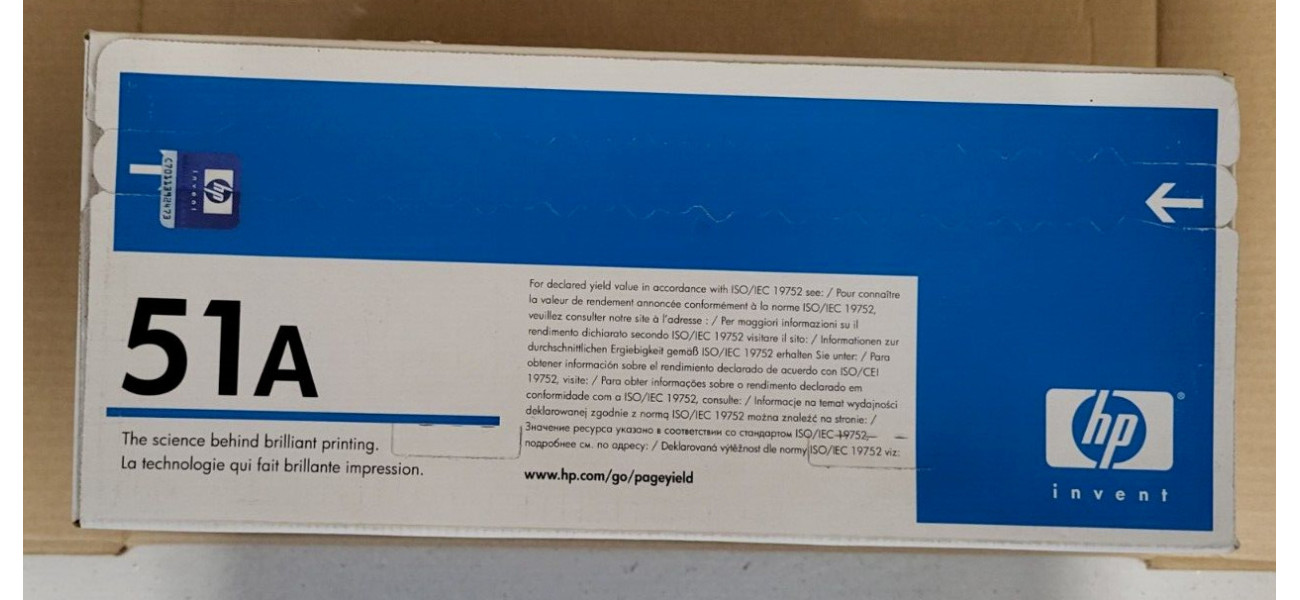 hp
invent
51A
The science behind brilliant printing.
La technologie qui fait brillante impression.
For declared yield value in accordance with ISO/IEC 19752 see: / Pour connaître
la valeur de rendement annoncée conformément à la norme ISO/IEC 19752,
veuillez consulter notre site à l'adresse : / Per maggiori informazioni su il
rendimento dichiarato secondo ISO/IEC 19752 visitare il sito: / Informationen zur
durchschnittlichen Ergiebigkeit gemäß ISO/IEC 19752 erhalten Sie unter: / Para
obtener información sobre el rendimiento declarado de acuerdo con ISO/CEI
19752, visite: / Para obter informações sobre o rendimento declarado em
conformidade com a ISO/IEC 19752, consulte: / Informacje na temat wydajności
deklarowanej zgodnie z normą ISO/IEC 19752 można znaleźć na stronie: /
Значение ресурса указано в соответствии со стандартом ISO/IEC 19752,
подробнее см. по адресу: / Deklarovaná výtěžnost dle normy ISO/IEC 19752 viz:
www.hp.com/go/pageyield
hp®
invent